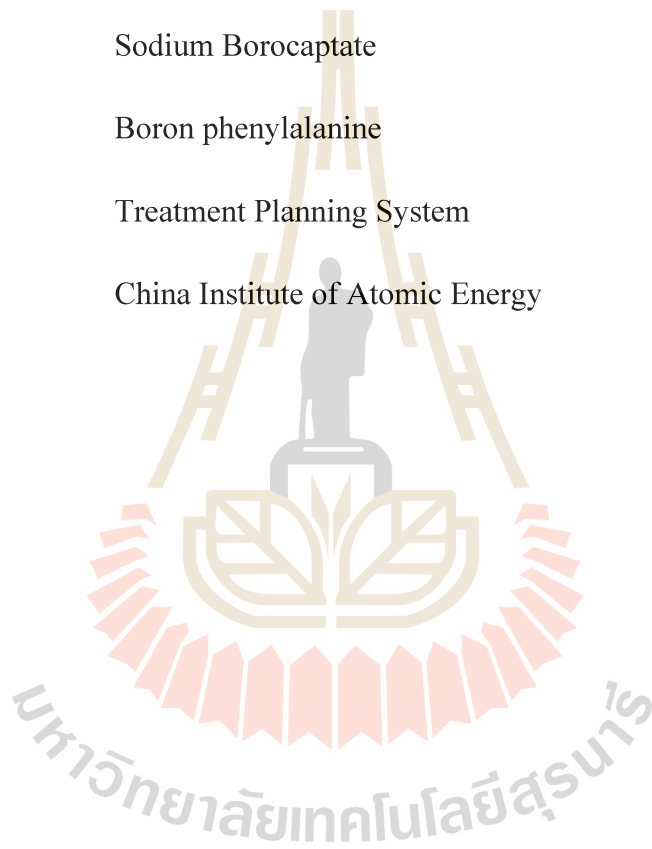 Sodium Borocaptate
Boron phenylalanine
Treatment Planning System
China Institute of Atomic Energy
มหาวิทยาลัยเทคโนโลยีสุรนารี